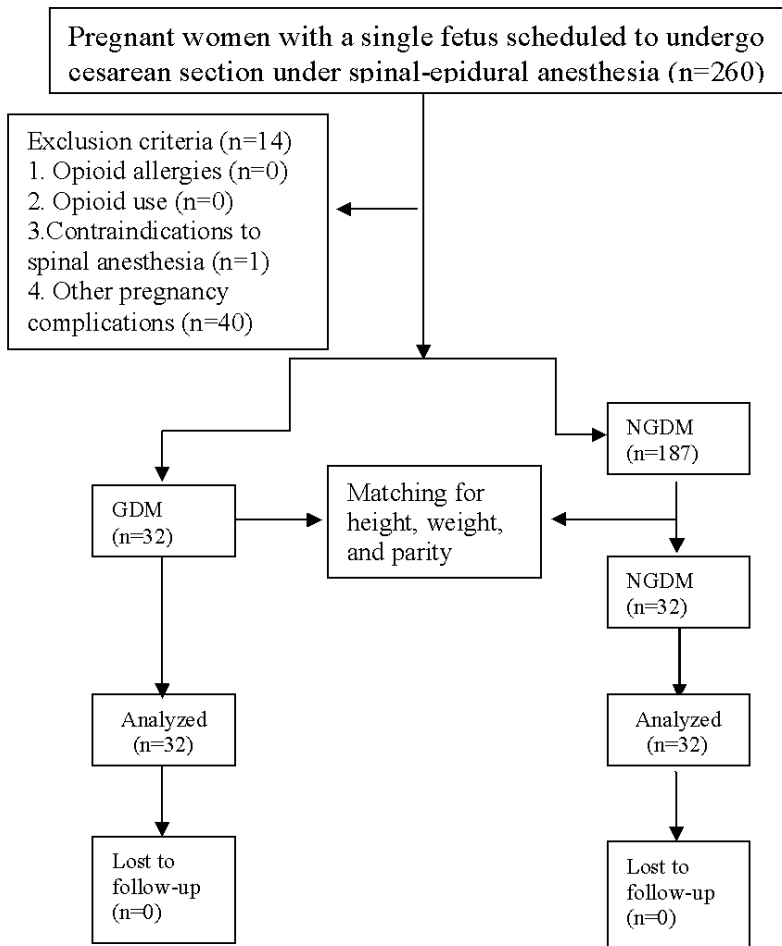 Pregnant women with a single fetus scheduled to undergo
cesarean section under spinal-epidural anesthesia (n=260)
Exclusion criteria (n=14)
1. Opioid allergies (n=0)
2. Opioid use (n=0)
3.Contraindications to
spinal anesthesia (n=1)
4. Other pregnancy
complications (n=40)
NGDM
(n=187)
GDM
(n=32)
Matching for
height, weight,
and parity
NGDM
(n=32)
Analyzed
(n=32)
Analyzed
(n=32)
Lost to
follow-up
(n=0)
Lost to
follow-up
(n=0)